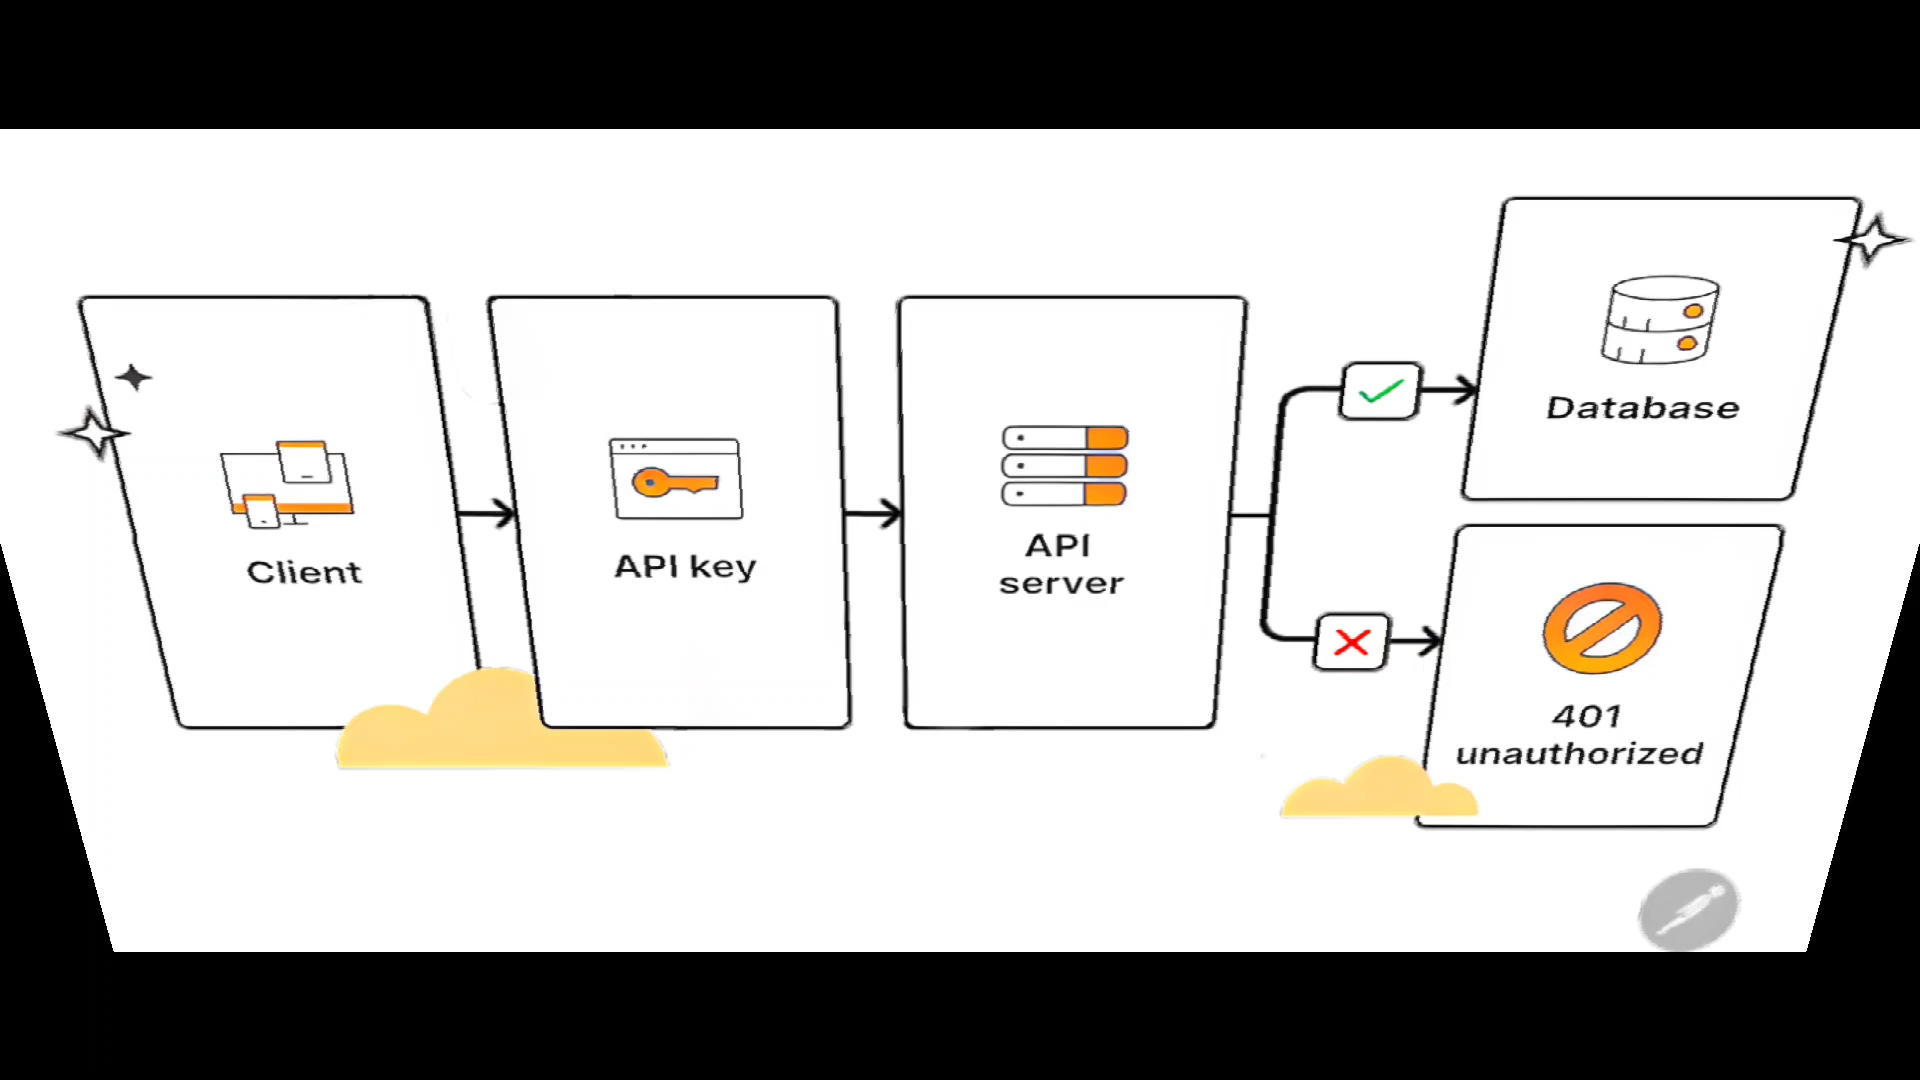 Client
API key
API
server
Database
401
unauthorized